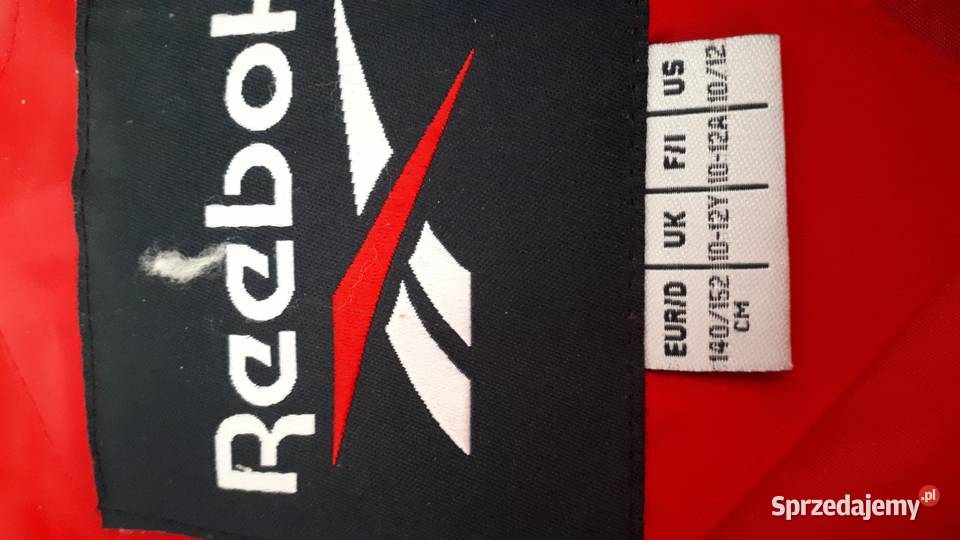 Reebok
EUR/D UK F/I US
140/152 10-12Y 10-12A 10/12
CM
Sprzedajemy.pl